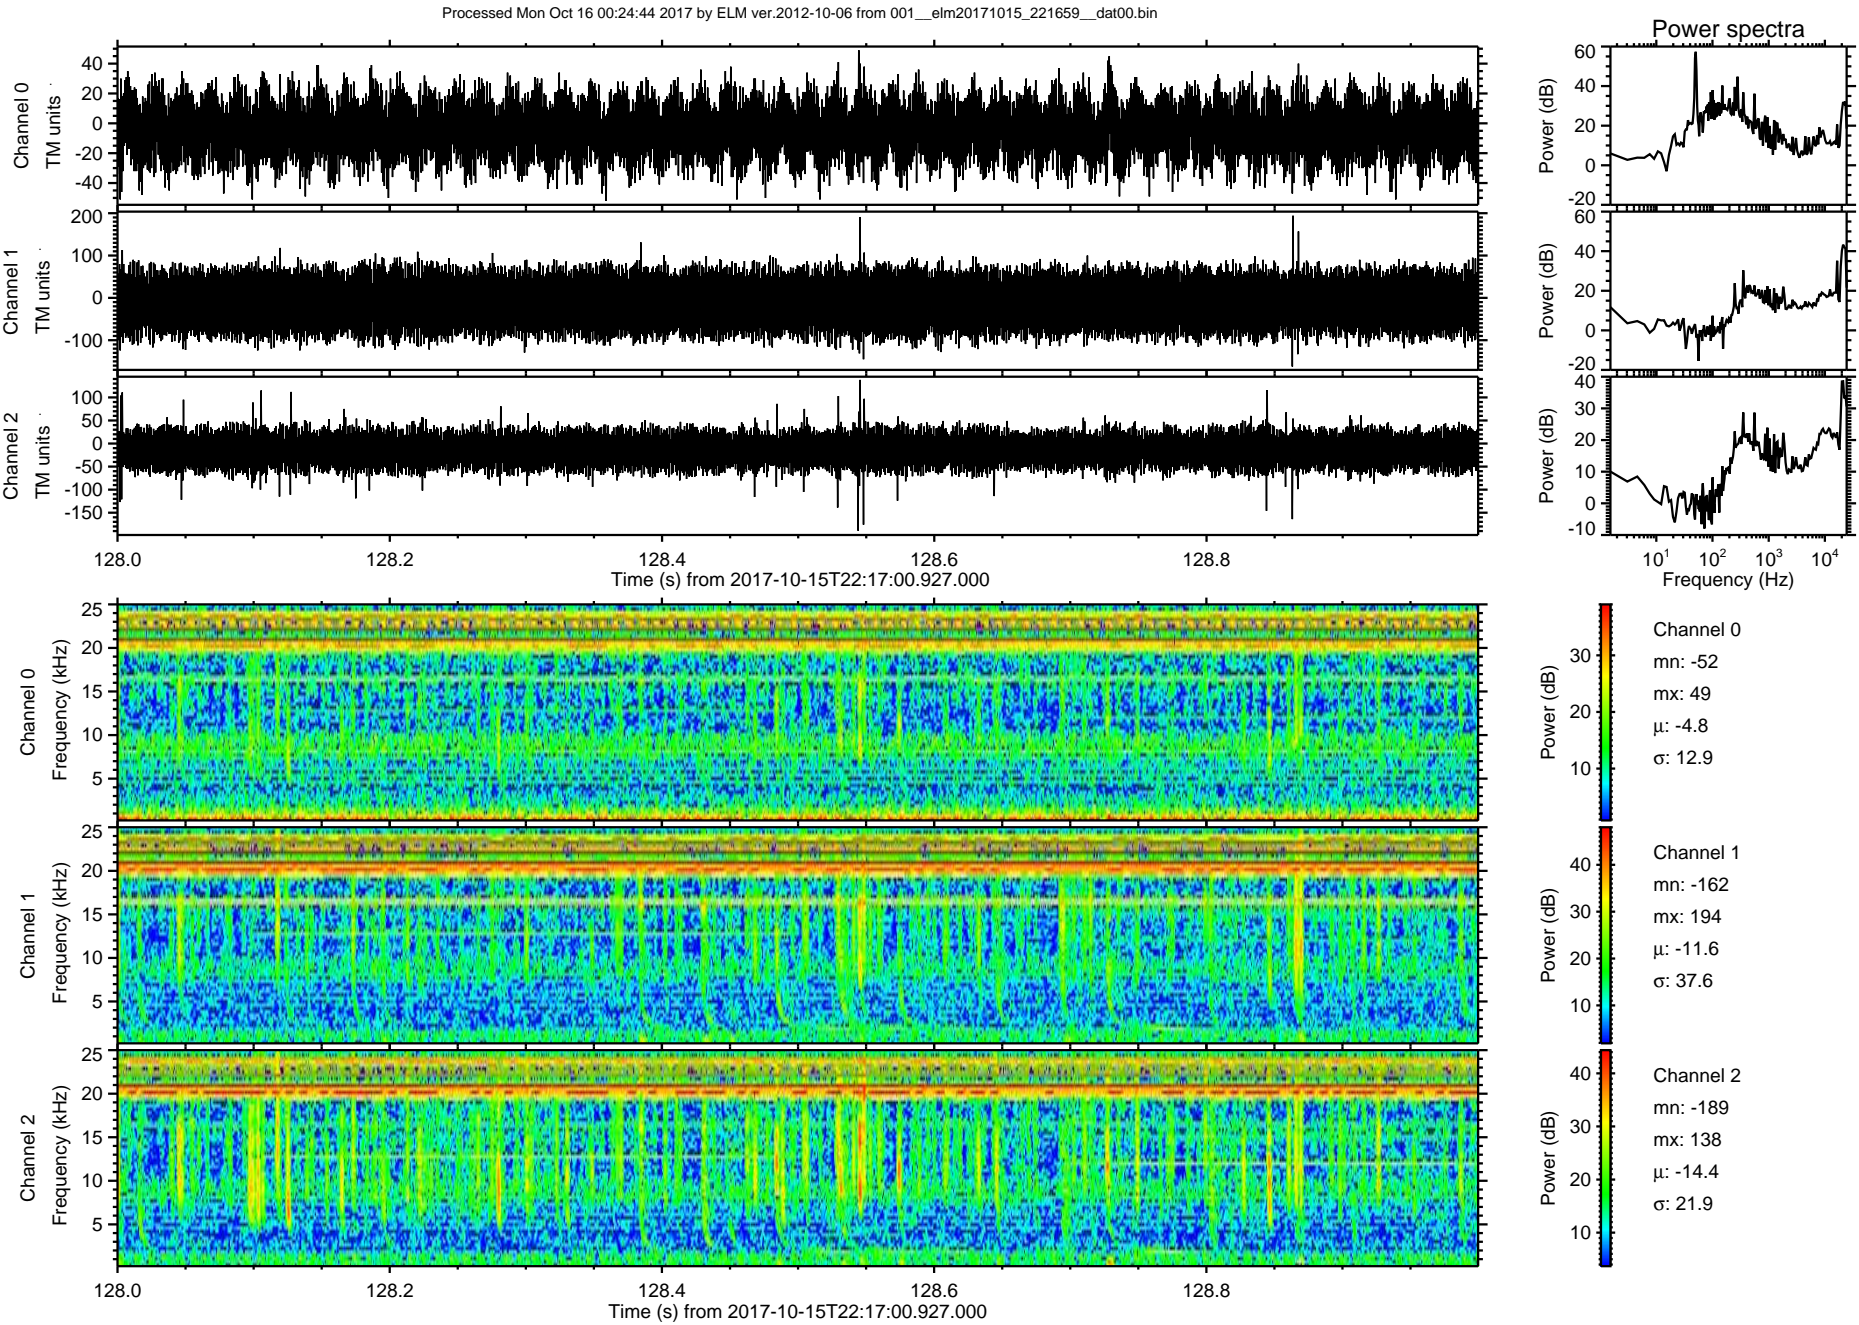 Processed Mon Oct 16 00:24:44 2017 by ELM ver.2012-10-06 from 001__elm20171015_221659__dat00.bin
Power spectra
Channel 0
TM units
40
20
0
-20
-40
Power (dB)
60
40
20
0
-20
Channel 1
TM units
200
100
0
-100
Power (dB)
60
40
20
0
-20
Channel 2
TM units
100
50
0
-50
-100
-150
Power (dB)
40
30
20
10
0
-10
128.0 128.2 128.4 128.6 128.8
Time (s) from 2017-10-15T22:17:00.927.000
10^1 10^2 10^3 10^4
Frequency (Hz)
Channel 0
Frequency (kHz)
25
20
15
10
5
Power (dB)
30
20
10
Channel 0
mn: -52
mx: 49
μ: -4.8
σ: 12.9
Channel 1
Frequency (kHz)
25
20
15
10
5
Power (dB)
40
30
20
10
Channel 1
mn: -162
mx: 194
μ: -11.6
σ: 37.6
Channel 2
Frequency (kHz)
25
20
15
10
5
Power (dB)
40
30
20
10
Channel 2
mn: -189
mx: 138
μ: -14.4
σ: 21.9
128.0 128.2 128.4 128.6 128.8
Time (s) from 2017-10-15T22:17:00.927.000